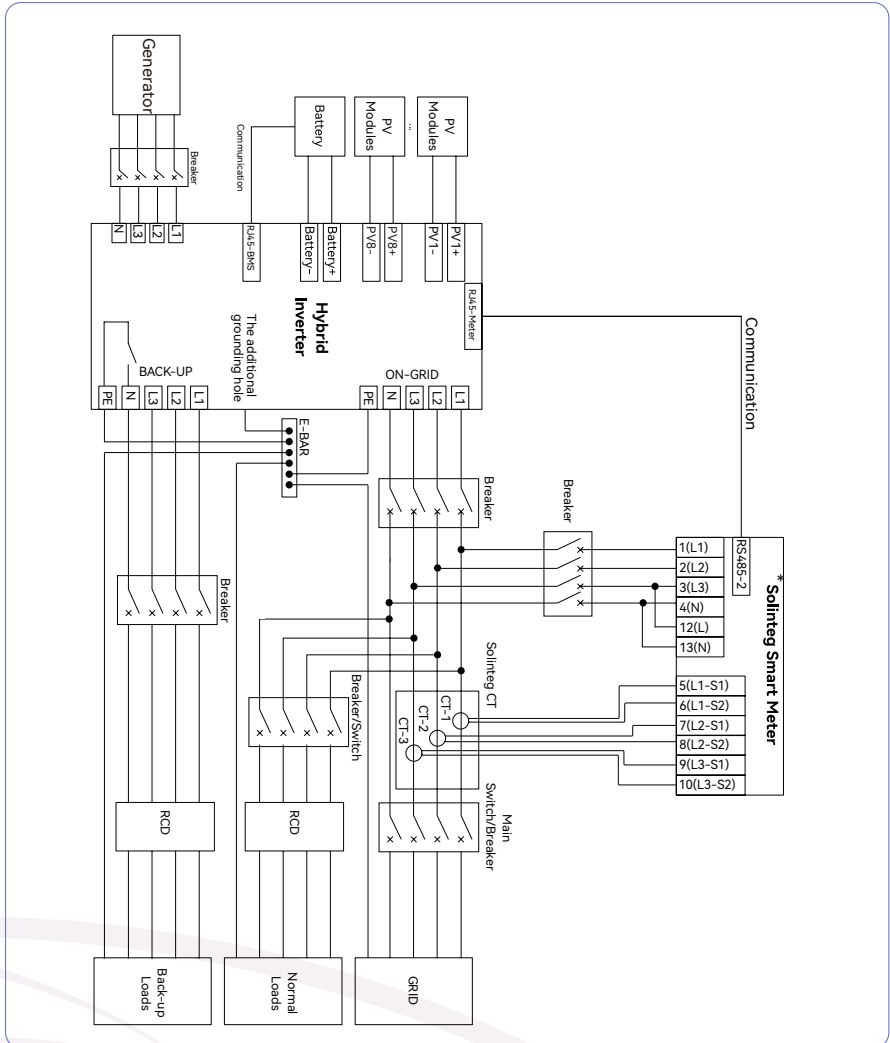 Generator
Breaker
Communication
Battery
PV
Modules
...
PV
Modules
N
L3
L2
L1
RJ45-BMS
Battery-
Battery+
PV8-
PV8+
PV1-
PV1+
RJ45-Meter
Communication
Hybrid
Inverter
The additional
grounding hole
BACK-UP
ON-GRID
PE
N
L3
L2
L1
PE
N
L3
L2
L1
E-BAR
Breaker
Breaker
Breaker
RS485-2
* Solinteg Smart Meter
1(L1)
2(L2)
3(L3)
4(N)
12(L)
13(N)
5(L1-S1)
6(L1-S2)
7(L2-S1)
8(L2-S2)
9(L3-S1)
10(L3-S2)
Solinteg CT
CT-1
CT-2
CT-3
Breaker/Switch
Main
Switch/Breaker
RCD
RCD
Back-up
Loads
Normal
Loads
GRID